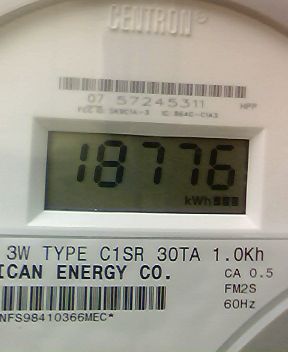 CENTRON
07 57245311 HPP
18776
kWh
3W TYPE C1SR 30TA 1.0Kh
ICAN ENERGY CO.
CA 0.5
FM2S
60Hz
NFS98410366MEC*